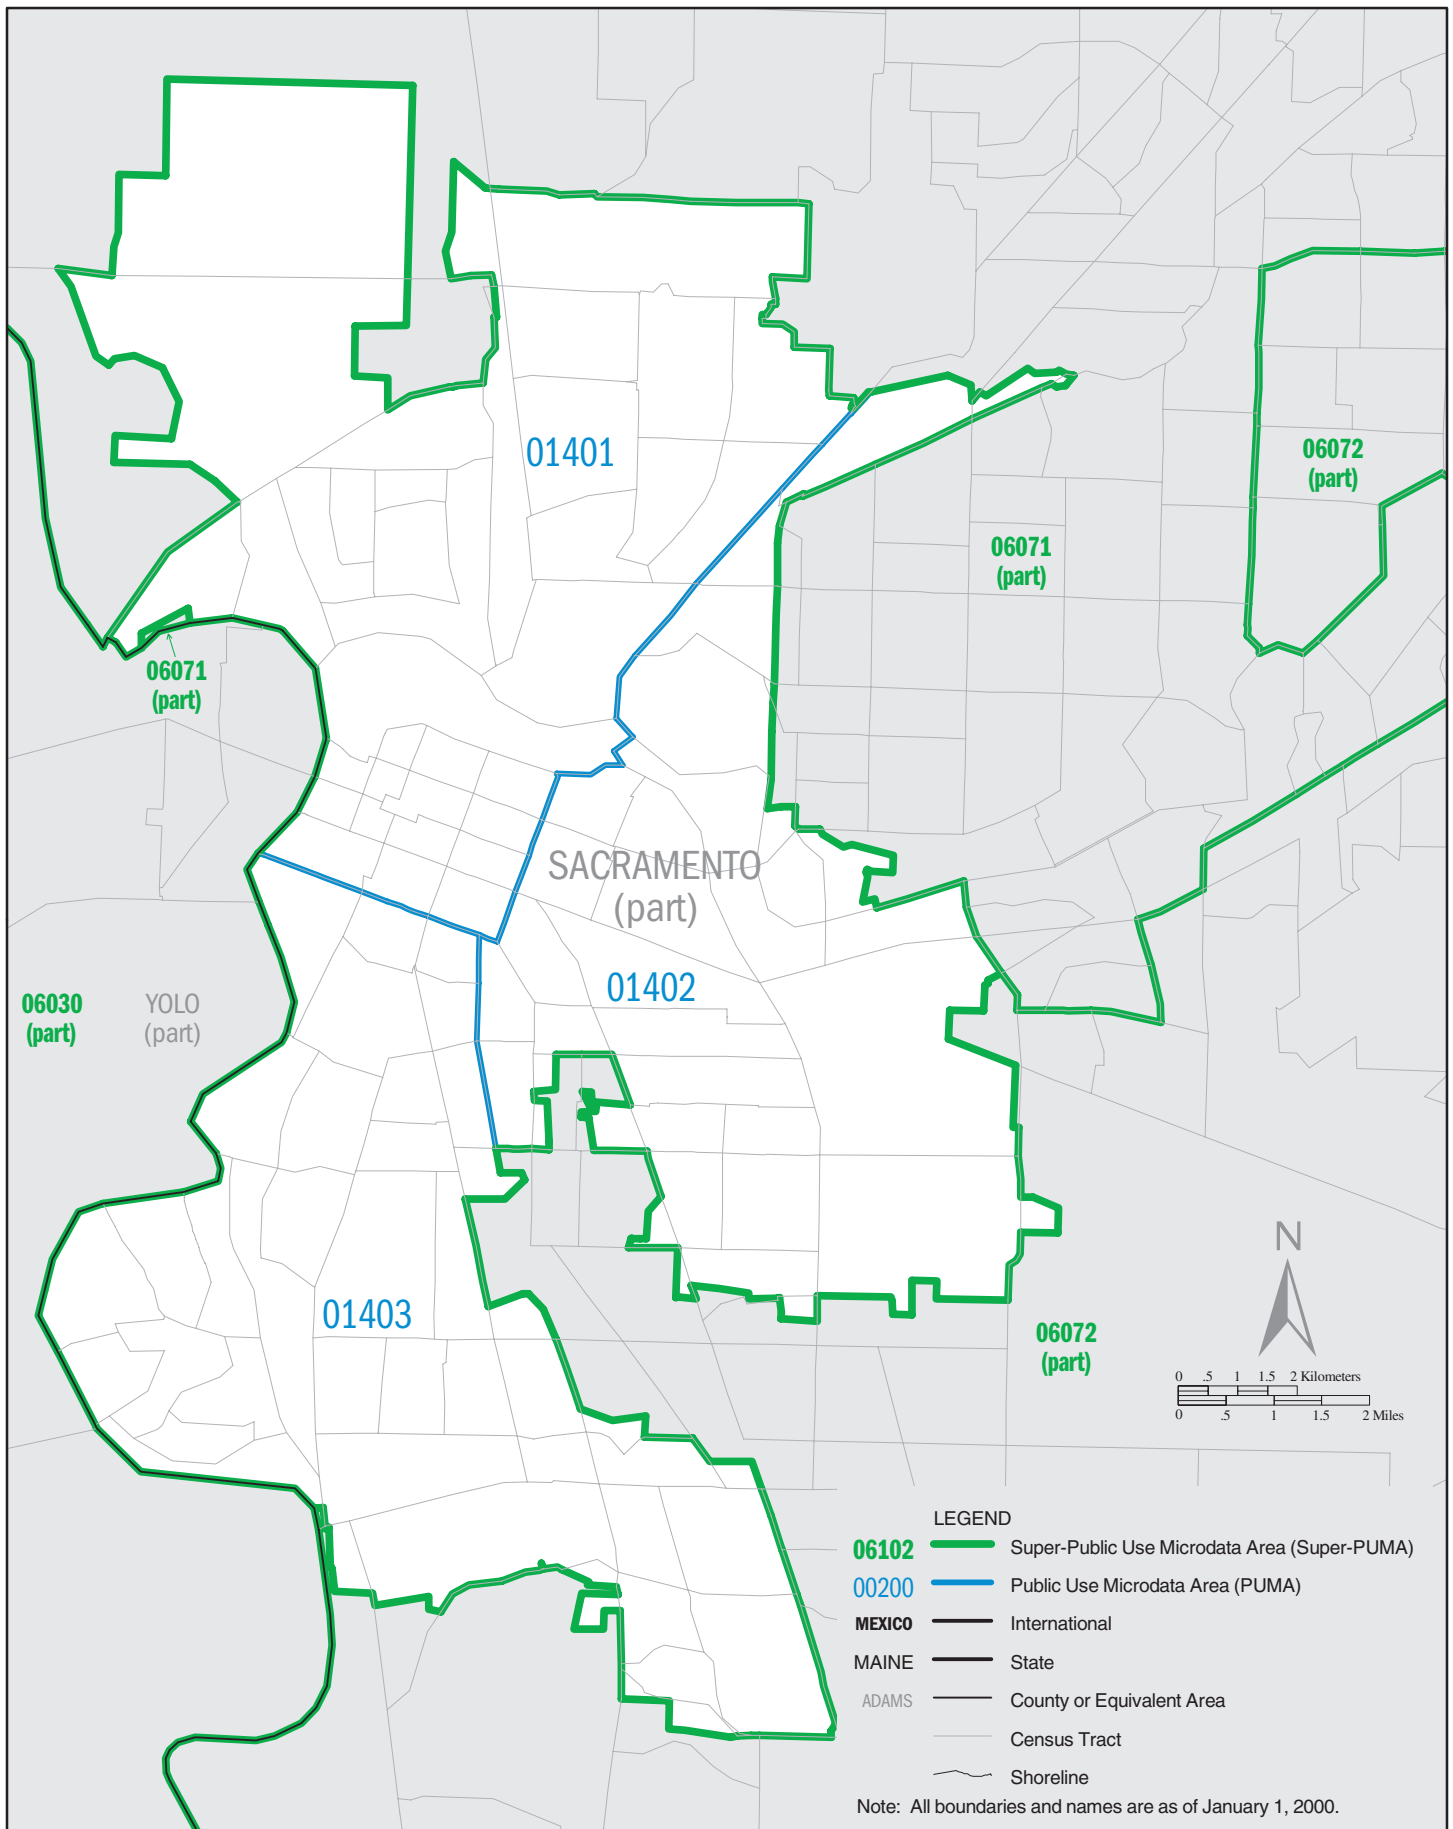 01401
06072
(part)
06071
(part)
06071
(part)
SACRAMENTO
(part)
01402
06030
(part)
YOLO
(part)
N
01403
06072
(part)
0 .5 1 1.5 2 Kilometers
0 .5 1 1.5 2 Miles
LEGEND
06102 Super-Public Use Microdata Area (Super-PUMA)
00200 Public Use Microdata Area (PUMA)
MEXICO International
MAINE State
ADAMS County or Equivalent Area
Census Tract
Shoreline
Note: All boundaries and names are as of January 1, 2000.